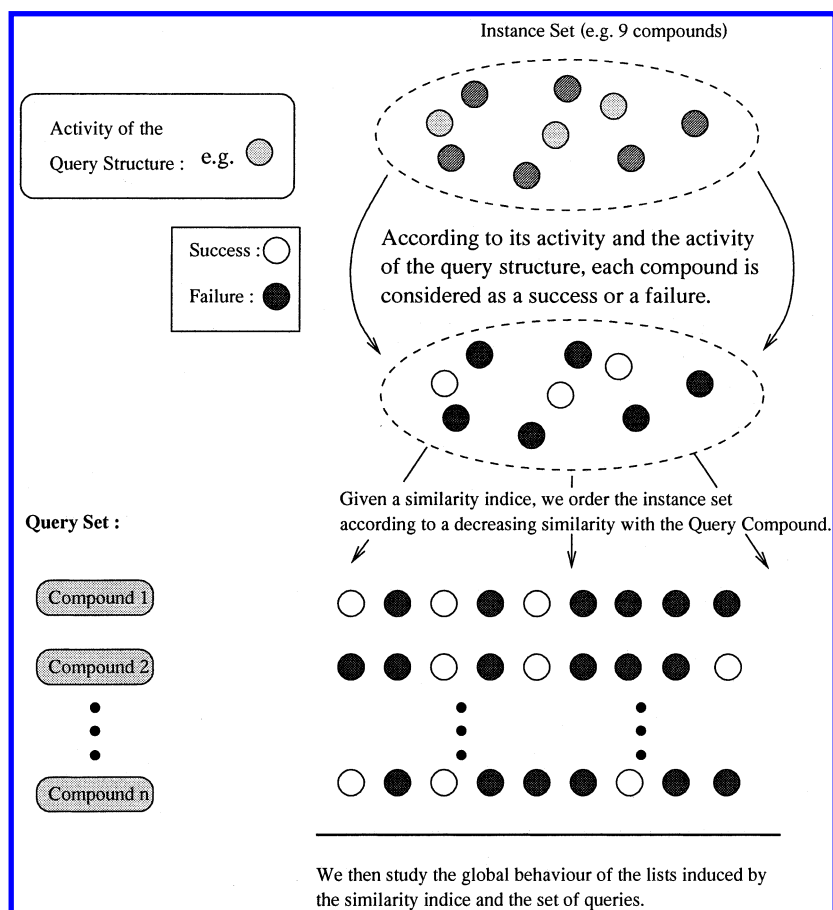 Instance Set (e.g. 9 compounds)
Activity of the
Query Structure : e.g.
Success :
Failure :
According to its activity and the activity
of the query structure, each compound is
considered as a success or a failure.
Given a similarity indice, we order the instance set
according to a decreasing similarity with the Query Compound.
Query Set :
Compound 1
Compound 2
Compound n
We then study the global behaviour of the lists induced by
the similarity indice and the set of queries.